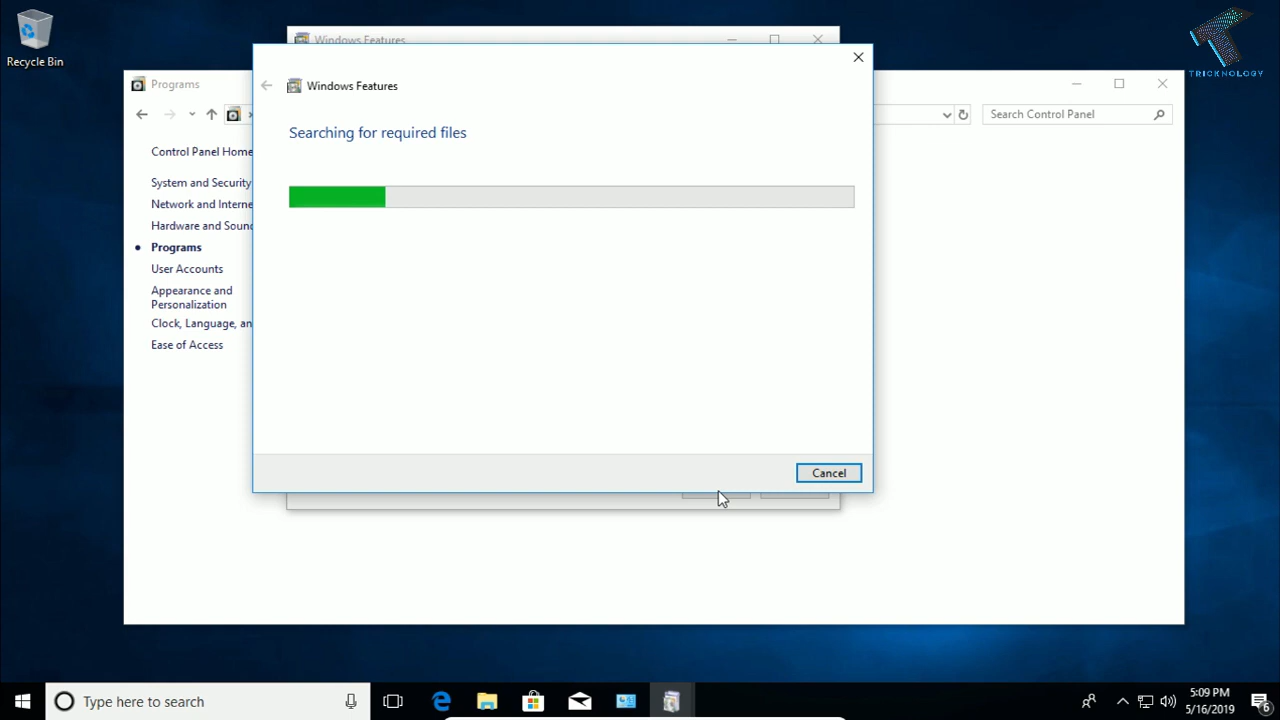 Recycle Bin
Windows Features
TRICKNOLOGY
Programs
Windows Features
Search Control Panel
Searching for required files
Control Panel Home
System and Security
Network and Interne
Hardware and Sound
Programs
User Accounts
Appearance and
Personalization
Clock, Language, an
Ease of Access
Cancel
Type here to search
5:09 PM
5/16/2019
6